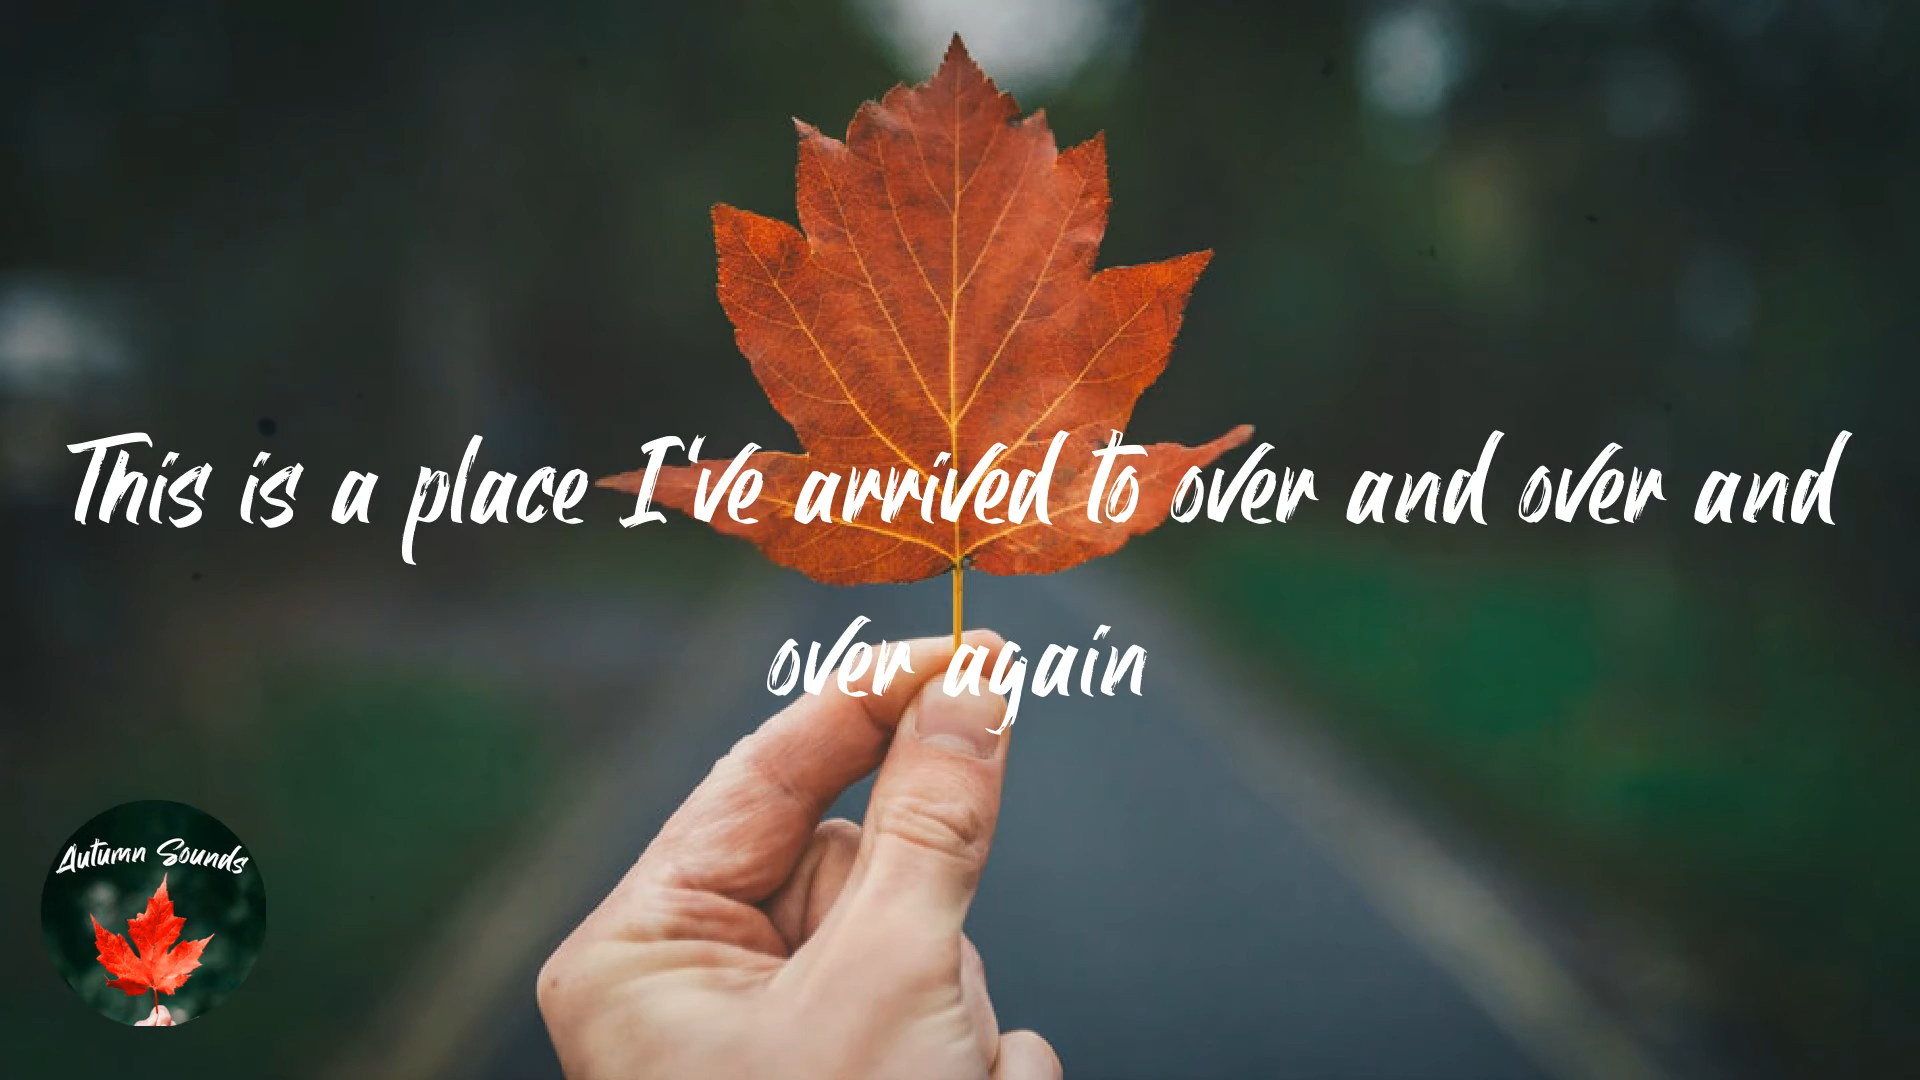 This is a place I've arrived to over and over and
over again
Autumn Sounds